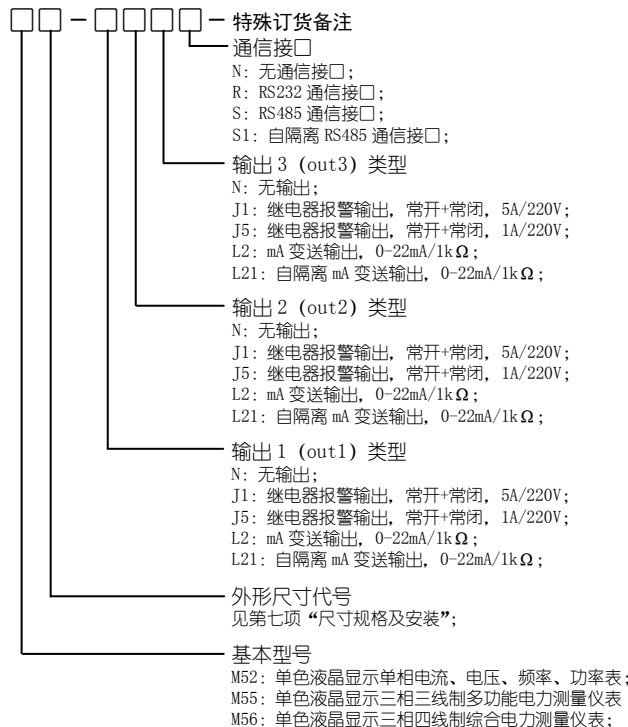 □□-□□□□-特殊订货备注
通信接口
N: 无通信接口;
R: RS232 通信接口;
S: RS485 通信接口;
S1: 自隔离 RS485 通信接口;
输出 3 (out3) 类型
N: 无输出;
J1: 继电器报警输出, 常开+常闭, 5A/220V;
J5: 继电器报警输出, 常开+常闭, 1A/220V;
L2: mA 变送输出, 0-22mA/1kΩ;
L21: 自隔离 mA 变送输出, 0-22mA/1kΩ;
输出 2 (out2) 类型
N: 无输出;
J1: 继电器报警输出, 常开+常闭, 5A/220V;
J5: 继电器报警输出, 常开+常闭, 1A/220V;
L2: mA 变送输出, 0-22mA/1kΩ;
L21: 自隔离 mA 变送输出, 0-22mA/1kΩ;
输出 1 (out1) 类型
N: 无输出;
J1: 继电器报警输出, 常开+常闭, 5A/220V;
J5: 继电器报警输出, 常开+常闭, 1A/220V;
L2: mA 变送输出, 0-22mA/1kΩ;
L21: 自隔离 mA 变送输出, 0-22mA/1kΩ;
外形尺寸代号
见第七项“尺寸规格及安装”;
基本型号
M52: 单色液晶显示单相电流、电压、频率、功率表;
M55: 单色液晶显示三相三线制多功能电力测量仪表
M56: 单色液晶显示三相四线制综合电力测量仪表;